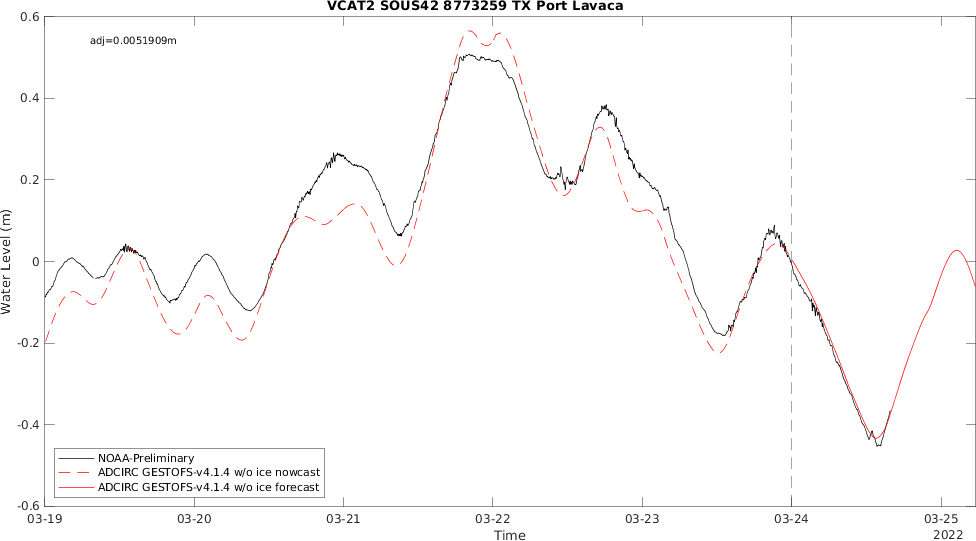 VCAT2 SOUS42 8773259 TX Port Lavaca
adj=0.0051909m
0.6
0.4
0.2
0
-0.2
-0.4
-0.6
Water Level (m)
NOAA-Preliminary
ADCIRC GESTOFS-v4.1.4 w/o ice nowcast
ADCIRC GESTOFS-v4.1.4 w/o ice forecast
03-19 03-20 03-21 03-22 03-23 03-24 03-25
Time
2022